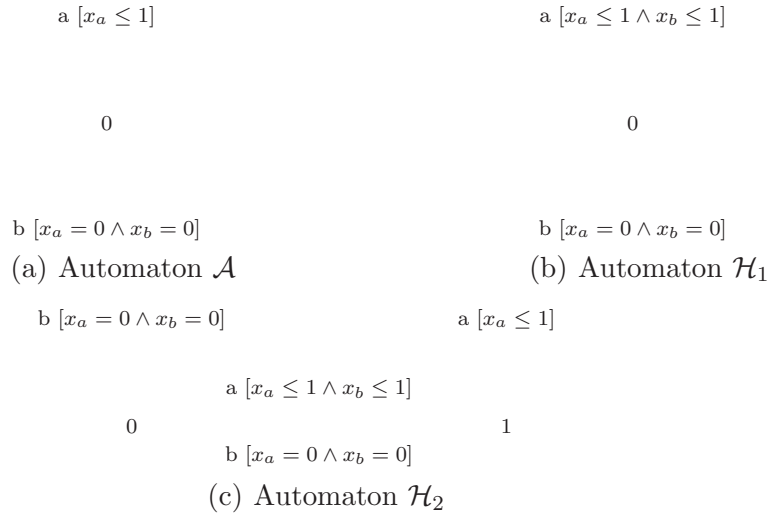 a [x_a ≤ 1]
0
b [x_a = 0 ∧ x_b = 0]
(a) Automaton 𝒜
a [x_a ≤ 1 ∧ x_b ≤ 1]
0
b [x_a = 0 ∧ x_b = 0]
(b) Automaton ℋ_1
b [x_a = 0 ∧ x_b = 0]
a [x_a ≤ 1]
a [x_a ≤ 1 ∧ x_b ≤ 1]
0
1
b [x_a = 0 ∧ x_b = 0]
(c) Automaton ℋ_2